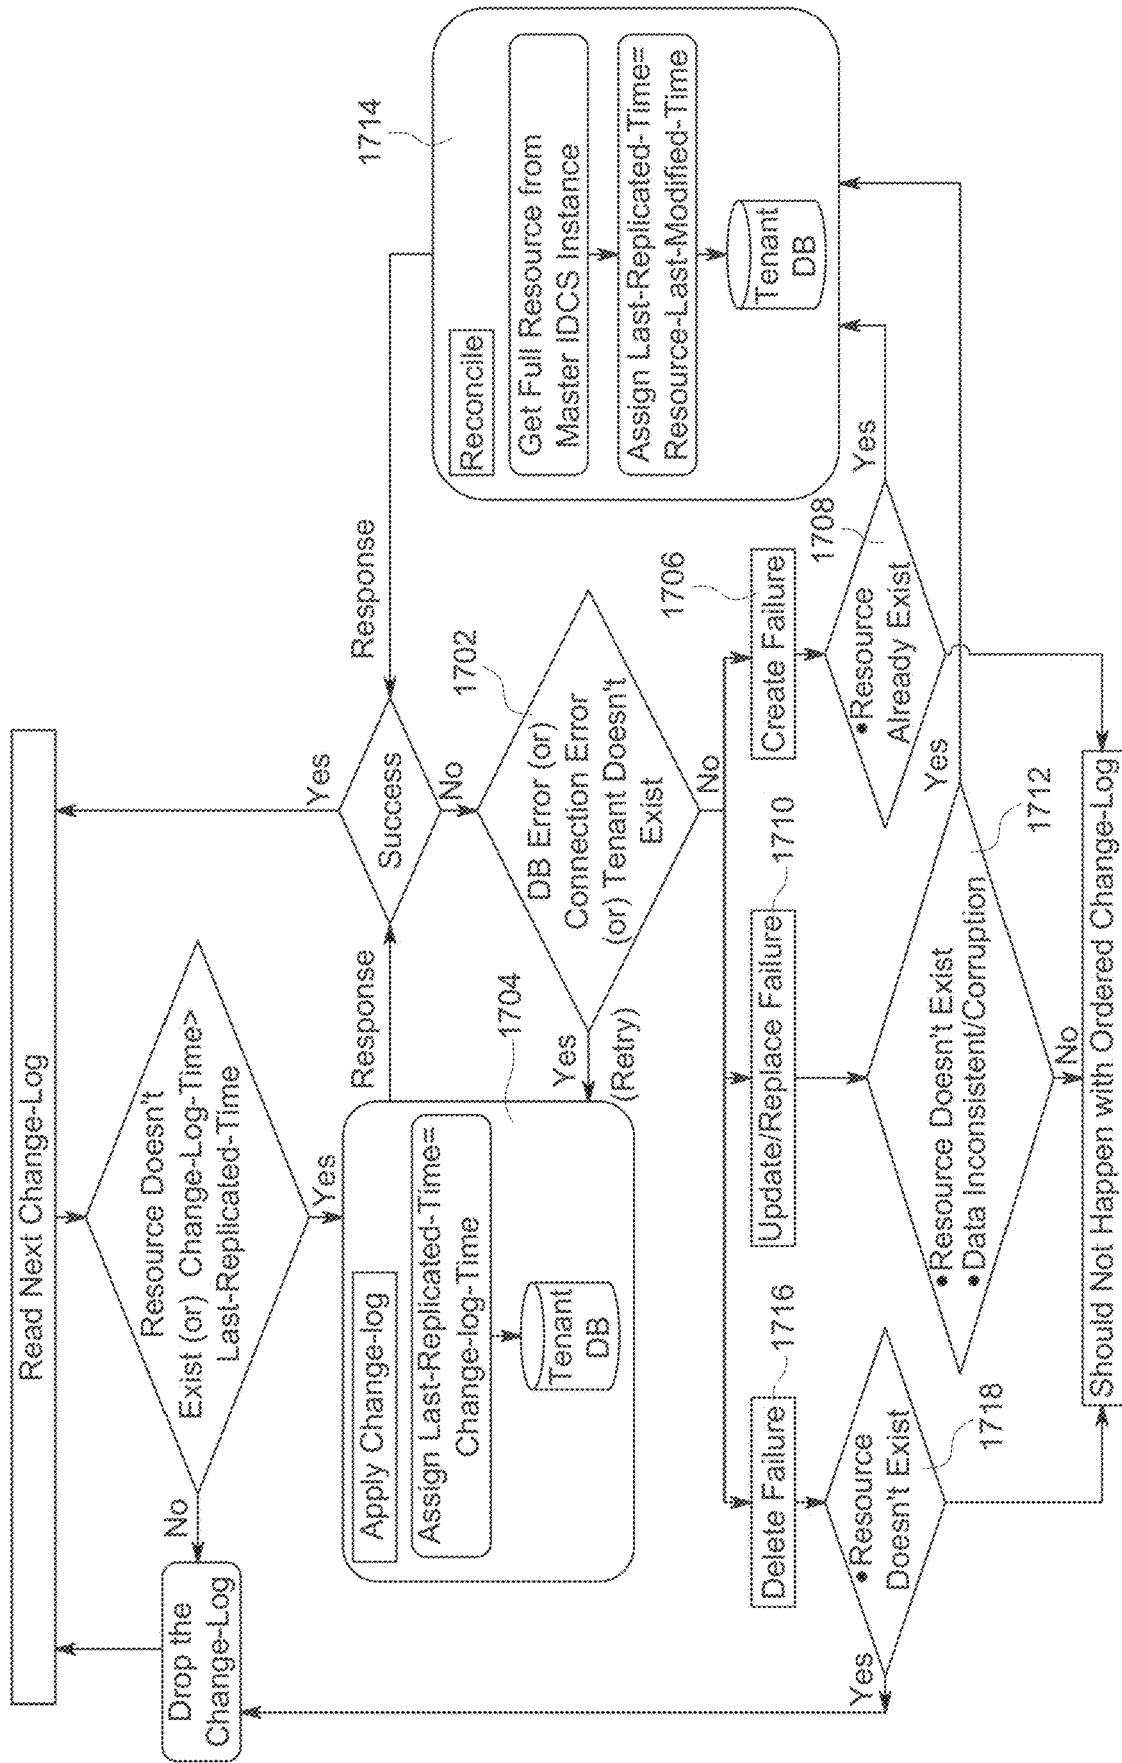 Read Next Change-Log
Resource Doesn't
Exist (or) Change-Log-Time>
Last-Replicated-Time
No
Drop the
Change-Log
Yes
Apply Change-log
Assign Last-Replicated-Time=
Change-log-Time
Tenant
DB
1704
Response
Success
Yes
No
Response
1714
Reconcile
Get Full Resource from
Master IDCS Instance
Assign Last-Replicated-Time=
Resource-Last-Modified-Time
Tenant
DB
1702
DB Error (or)
Connection Error
(or) Tenant Doesn't
Exist
Yes
(Retry)
No
Delete Failure
1716
Update/Replace Failure
1710
Create Failure
1706
•Resource
Doesn't Exist
1718
Yes
•Resource Doesn't Exist
•Data Inconsistent/Corruption
1712
Yes
No
•Resource
Already Exist
1708
Yes
Should Not Happen with Ordered Change-Log